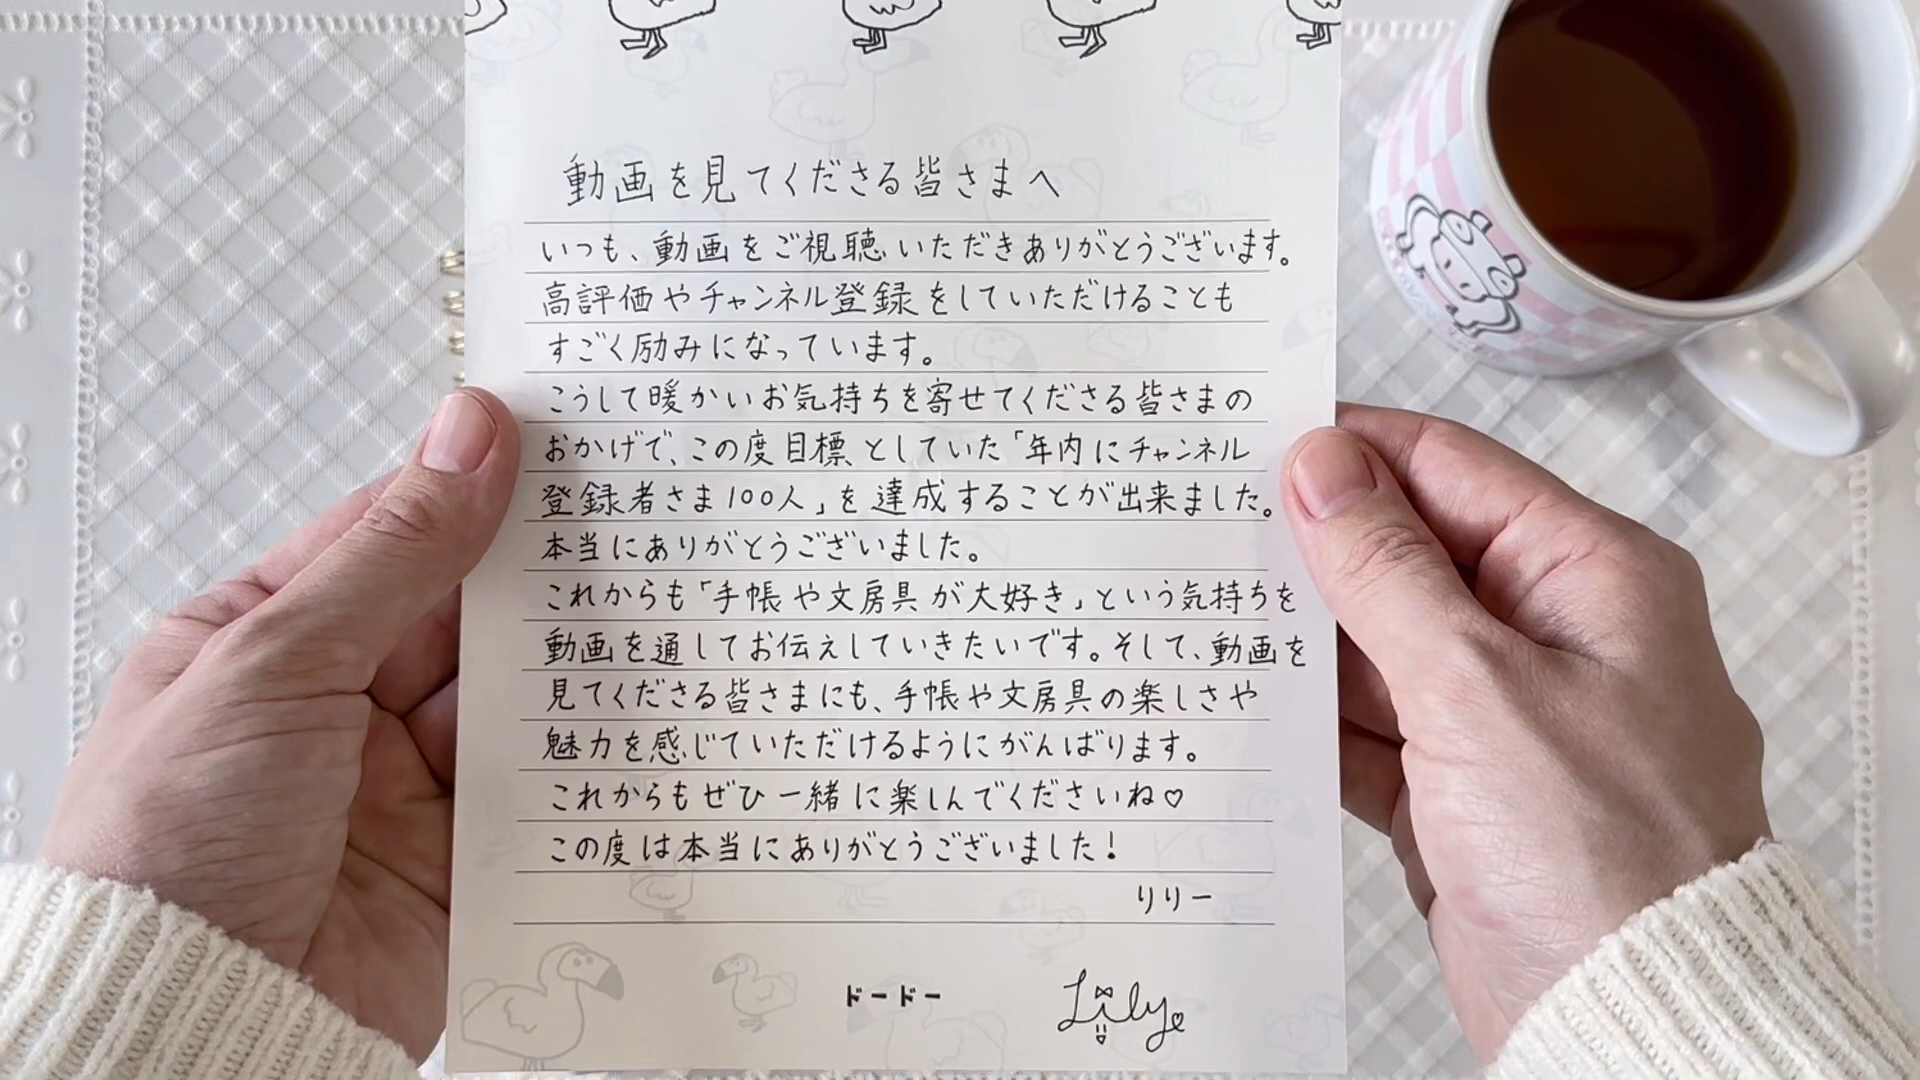 動画を見てくださる皆さまへ
いつも、動画をご視聴いただきありがとうございます。
高評価やチャンネル登録をしていただけることも
すごく励みになっています。
こうして暖かいお気持ちを寄せてくださる皆さまの
おかげで、この度目標としていた「年内にチャンネル
登録者さま100人」を達成することが出来ました。
本当にありがとうございました。
これからも「手帳や文房具が大好き」という気持ちを
動画を通してお伝えしていきたいです。そして、動画を
見てくださる皆さまにも、手帳や文房具の楽しさや
魅力を感じていただけるようにがんばります。
これからもぜひ一緒に楽しんでくださいね♡
この度は本当にありがとうございました!
りりー
ドードー
Lily